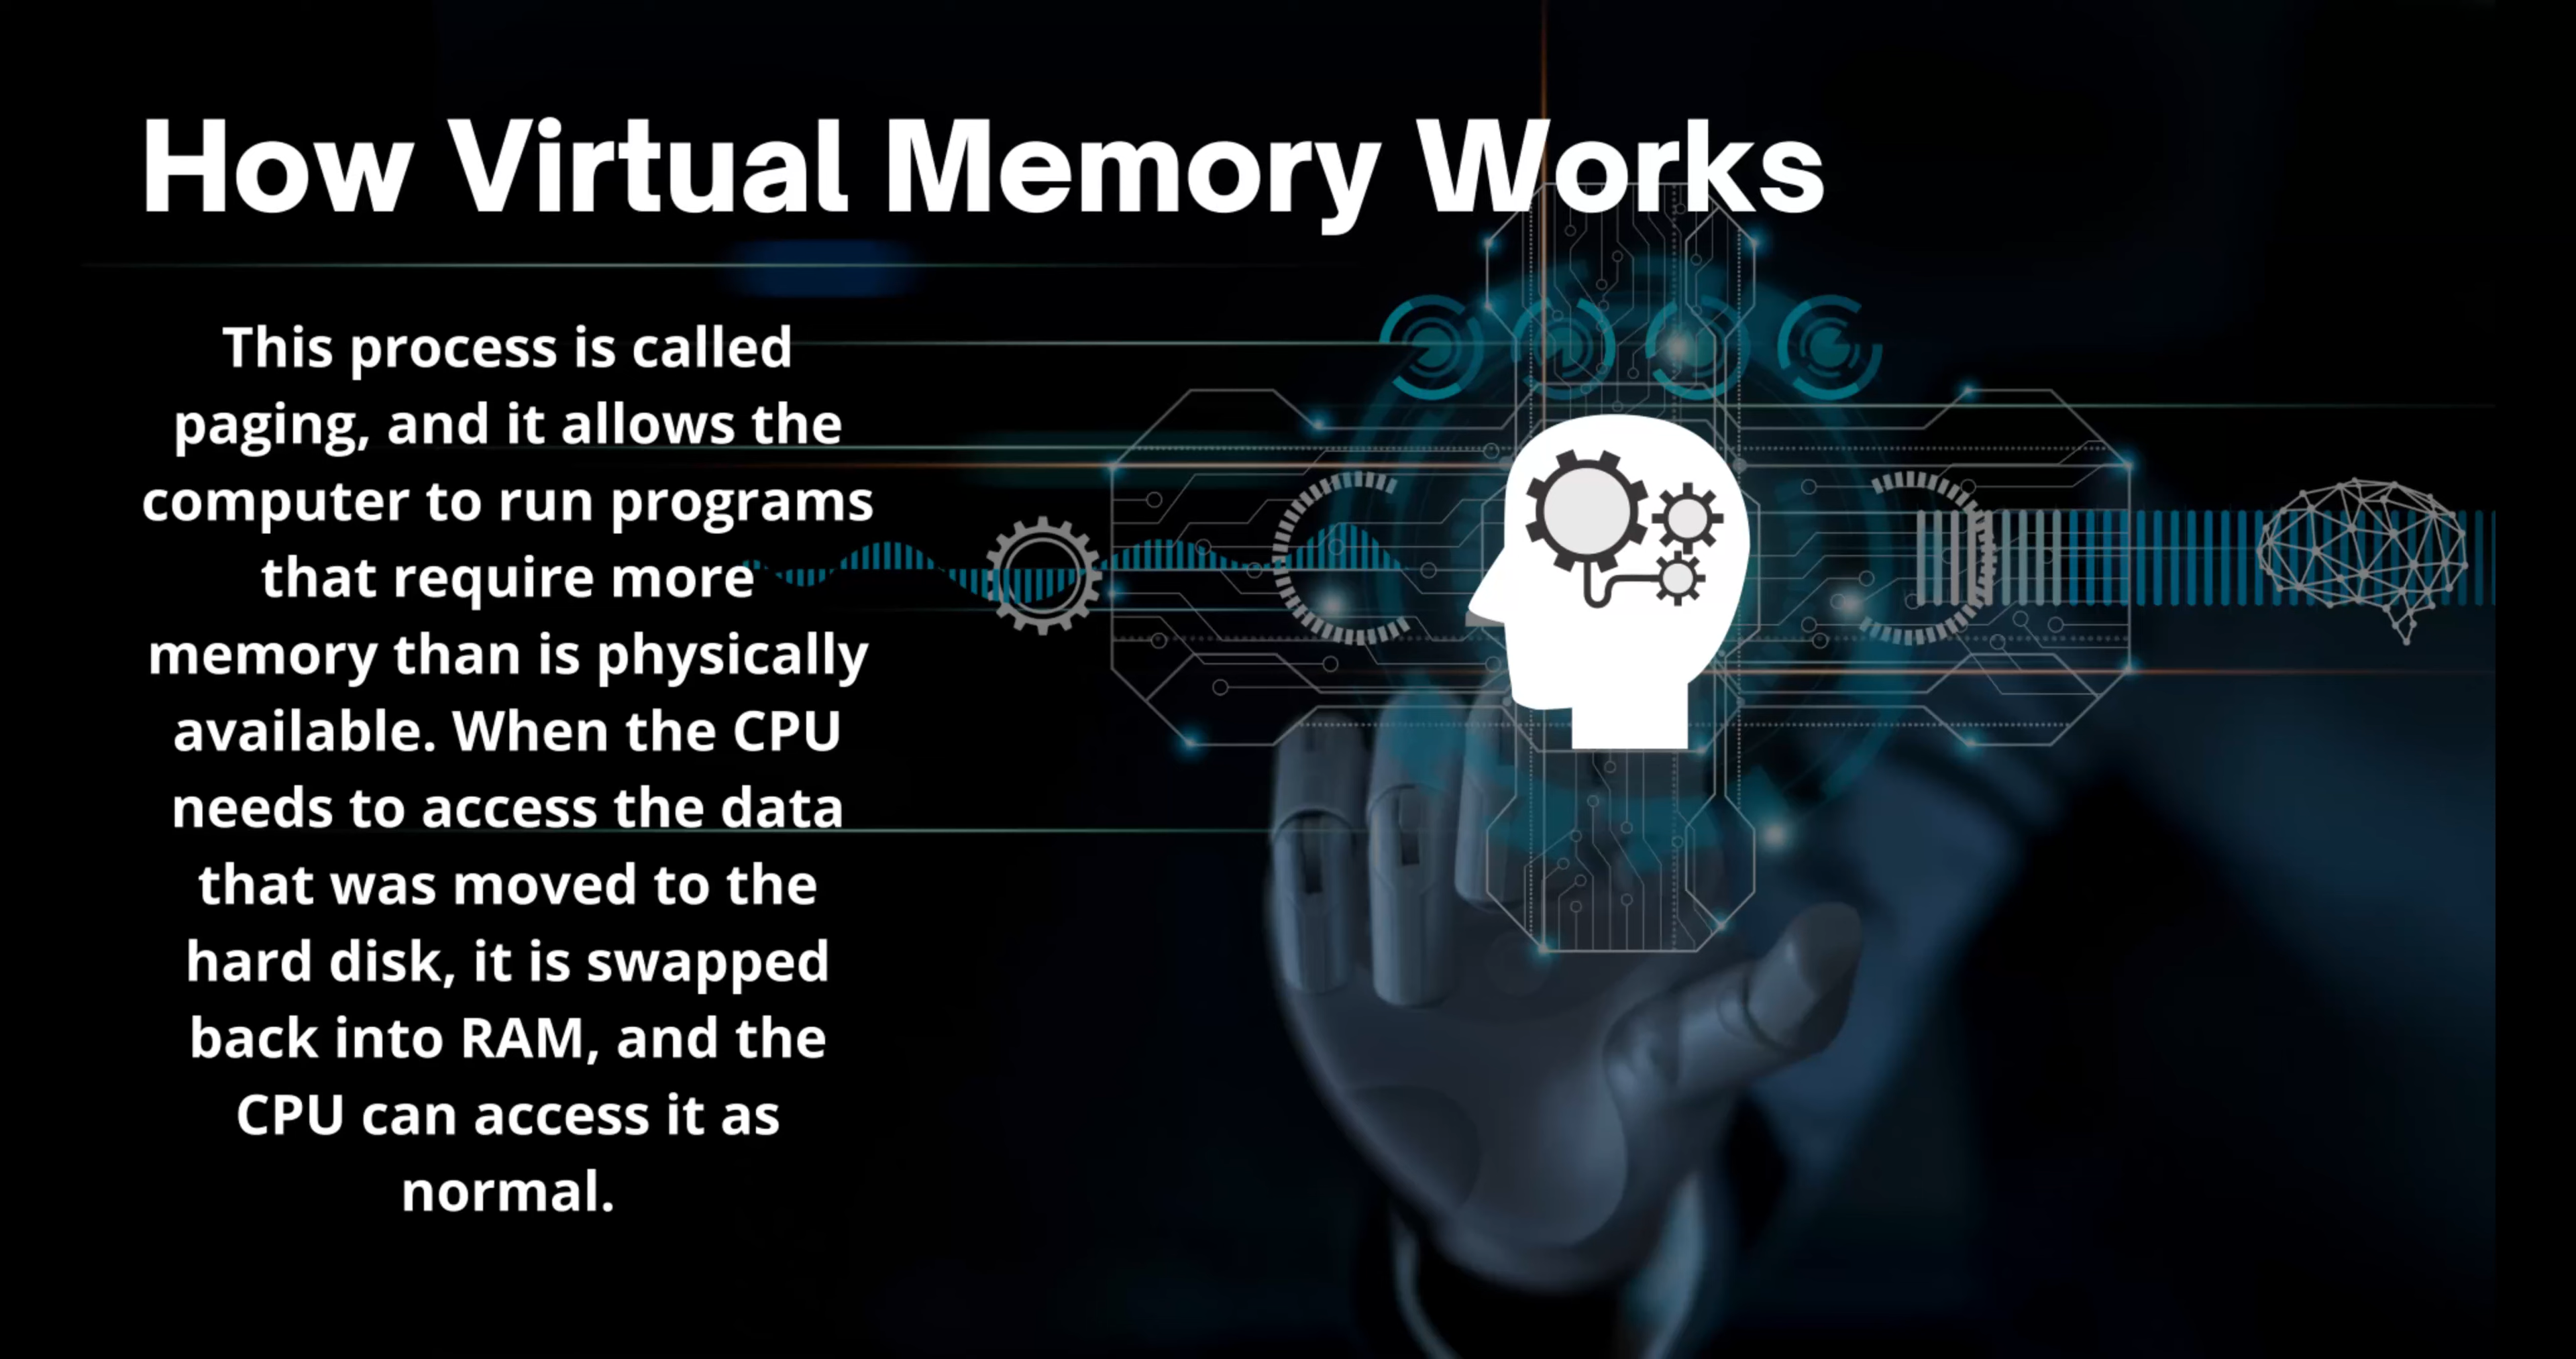 How Virtual Memory Works
This process is called
paging, and it allows the
computer to run programs
that require more
memory than is physically
available. When the CPU
needs to access the data
that was moved to the
hard disk, it is swapped
back into RAM, and the
CPU can access it as
normal.